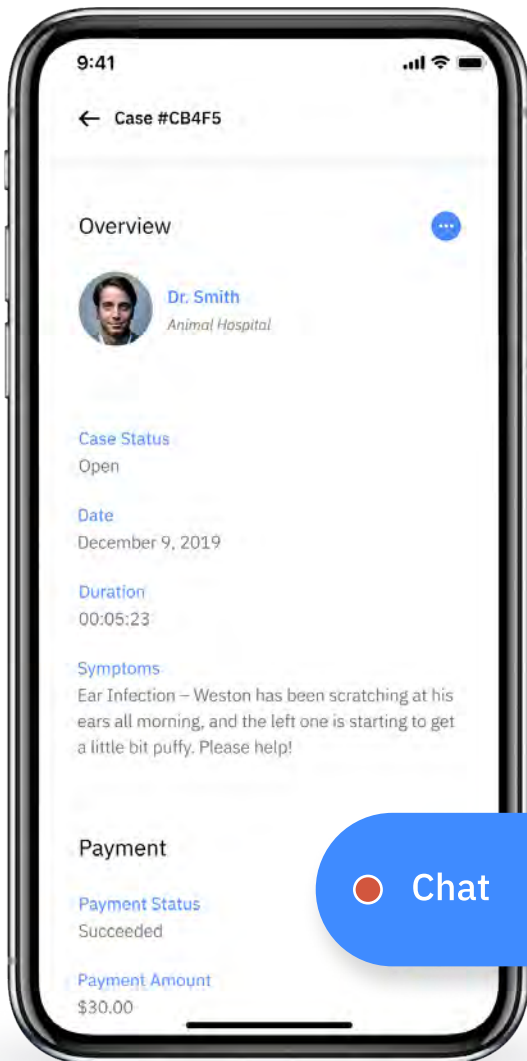 9:41
Case #CB4F5
Overview
Dr. Smith
Animal Hospital
Case Status
Open
Date
December 9, 2019
Duration
00:05:23
Symptoms
Ear Infection – Weston has been scratching at his
ears all morning, and the left one is starting to get
a little bit puffy. Please help!
Payment
Chat
Payment Status
Succeeded
Payment Amount
$30.00